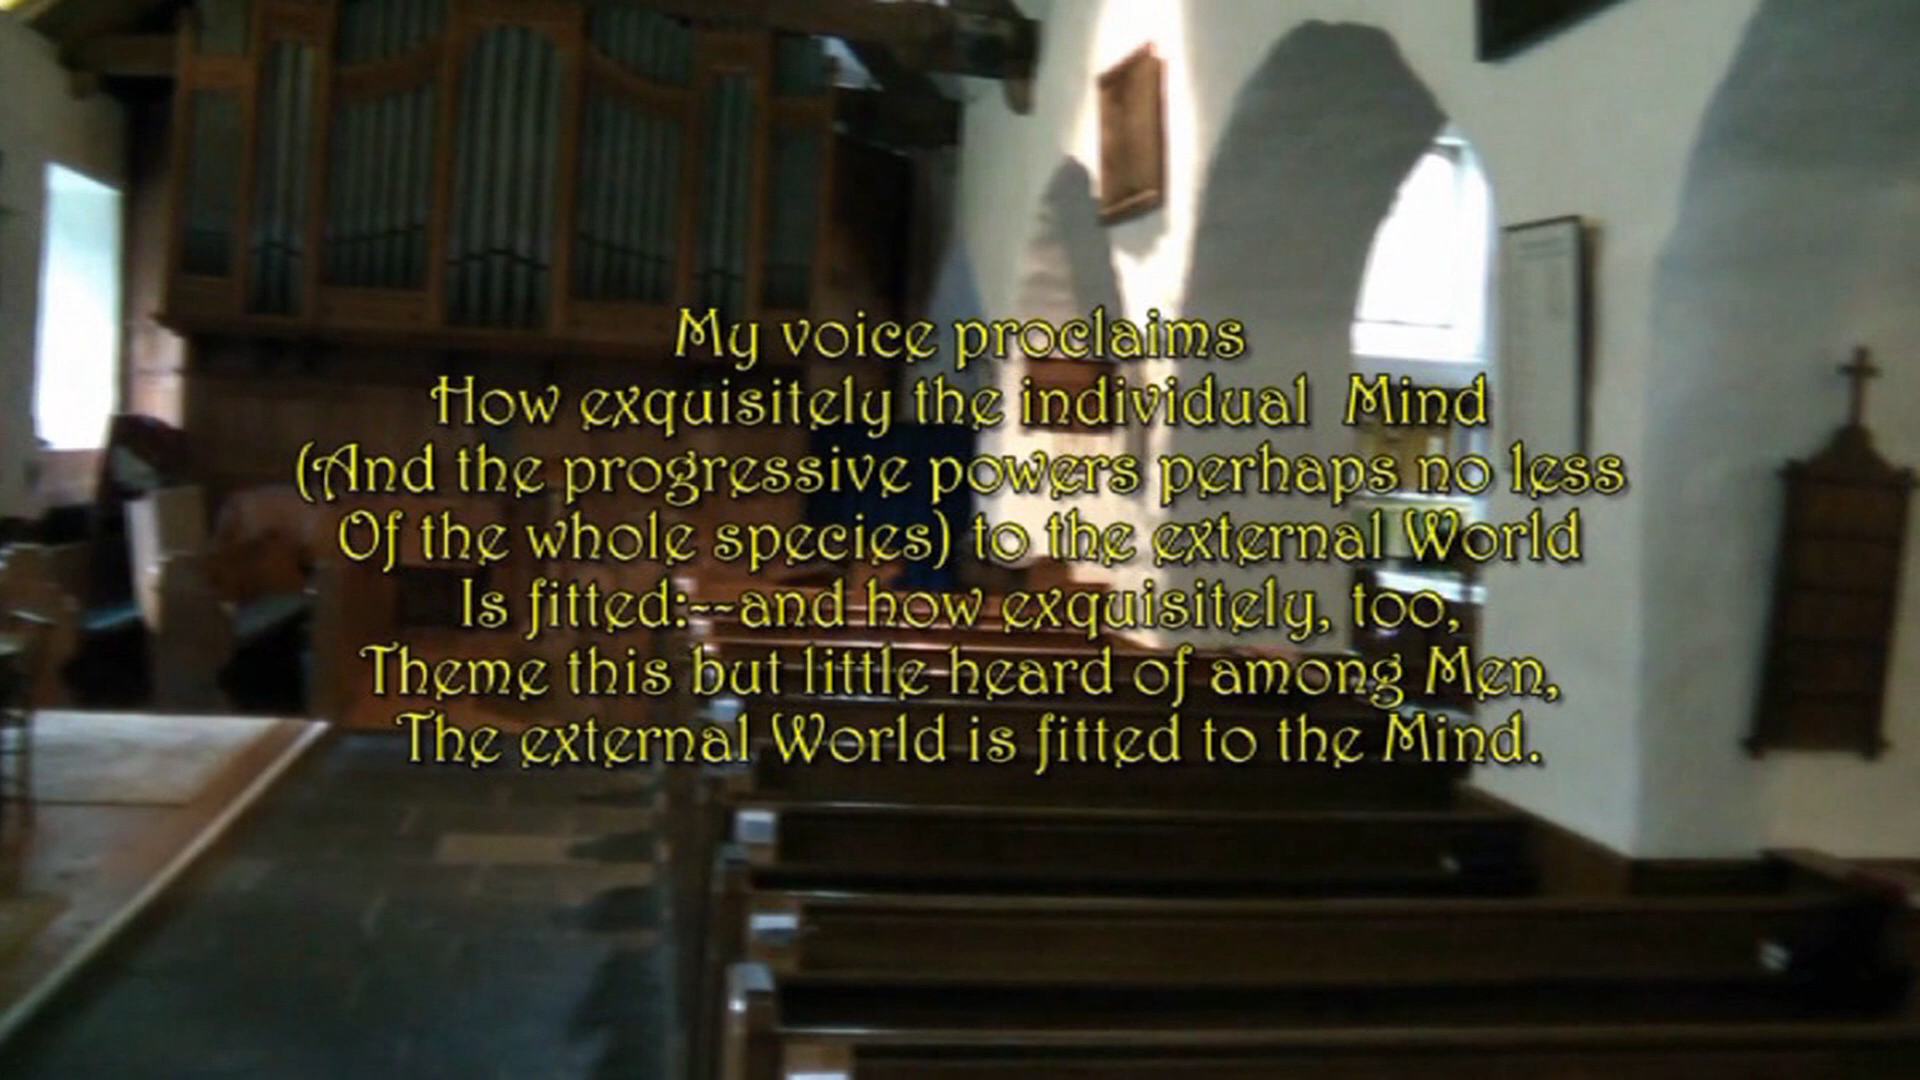 My voice proclaims
How exquisitely the individual Mind
(And the progressive powers perhaps no less
Of the whole species) to the external World
Is fitted:--and how exquisitely, too,
Theme this but little heard of among Men,
The external World is fitted to the Mind.